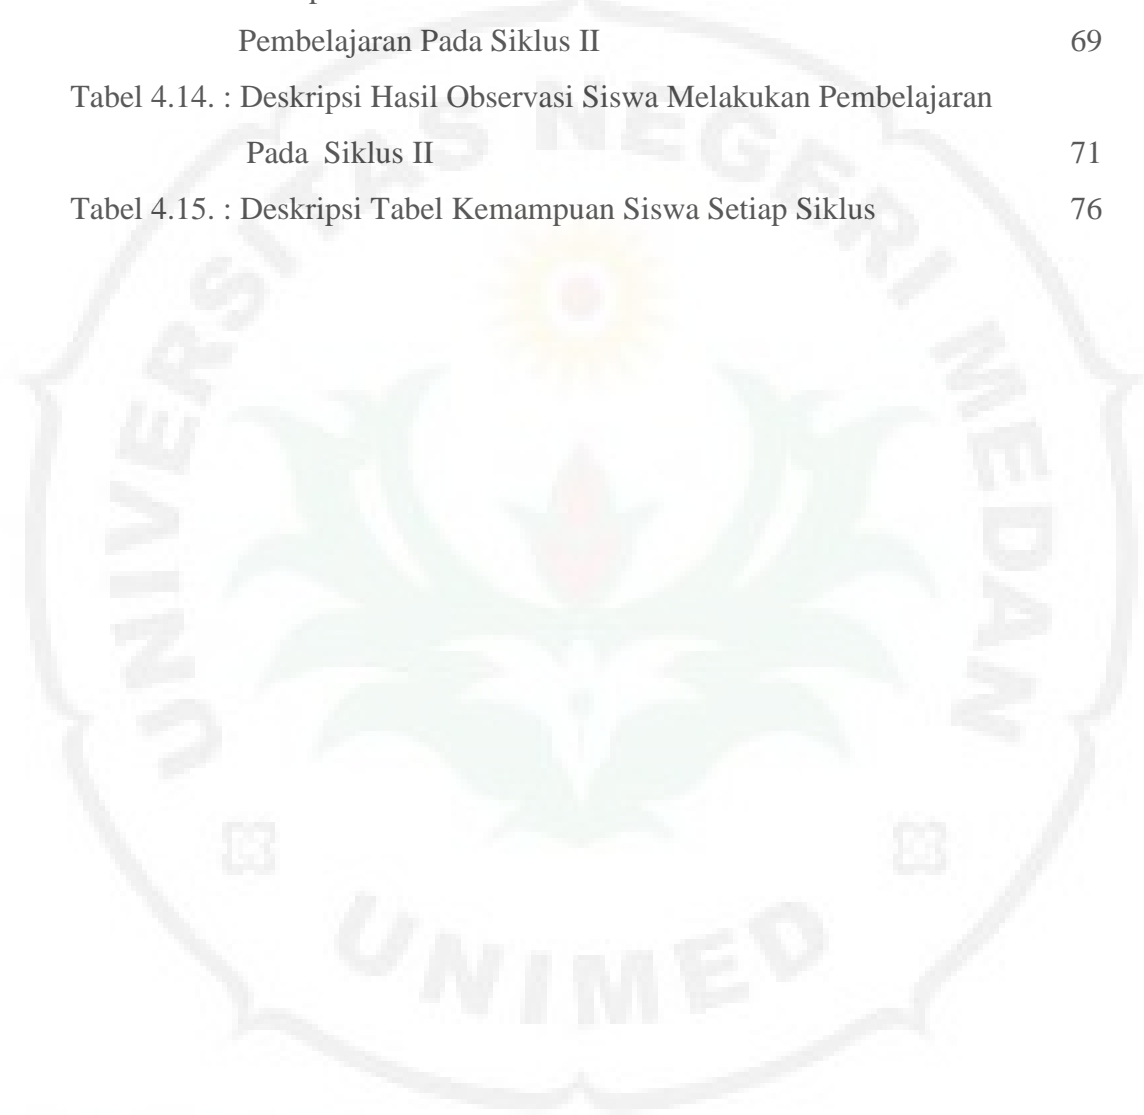 Pembelajaran Pada Siklus II 69
Tabel 4.14. : Deskripsi Hasil Observasi Siswa Melakukan Pembelajaran
Pada Siklus II 71
Tabel 4.15. : Deskripsi Tabel Kemampuan Siswa Setiap Siklus 76
UNIVERSITAS NEGERI MEDAN
UNIMED